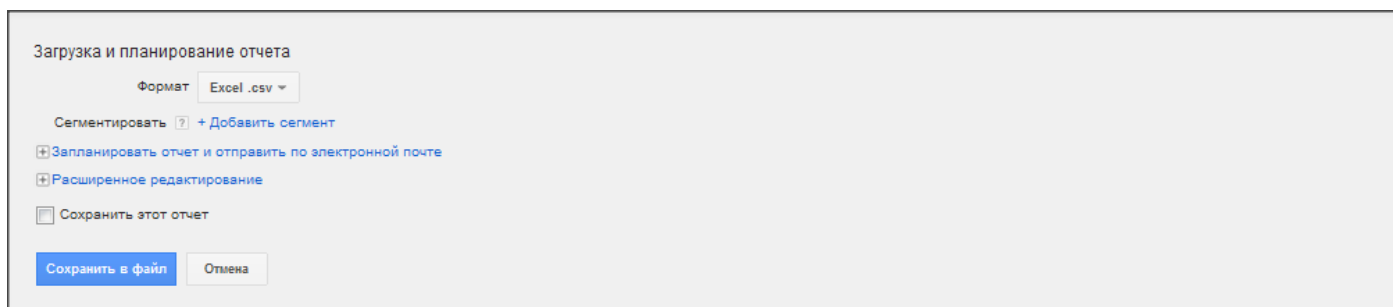 Загрузка и планирование отчета
Формат Excel .csv
Сегментировать ? + Добавить сегмент
Запланировать отчет и отправить по электронной почте
Расширенное редактирование
Сохранить этот отчет
Сохранить в файл Отмена